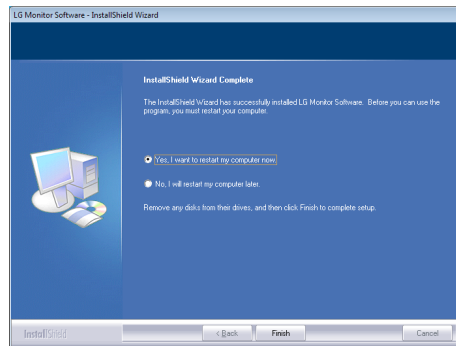 LG Monitor Software - InstallShield Wizard
InstallShield Wizard Complete
The InstallShield Wizard has successfully installed LG Monitor Software. Before you can use the
program, you must restart your computer.
Yes, I want to restart my computer now.
No, I will restart my computer later.
Remove any disks from their drives, and then click Finish to complete setup.
InstallShield
< Back
Finish
Cancel